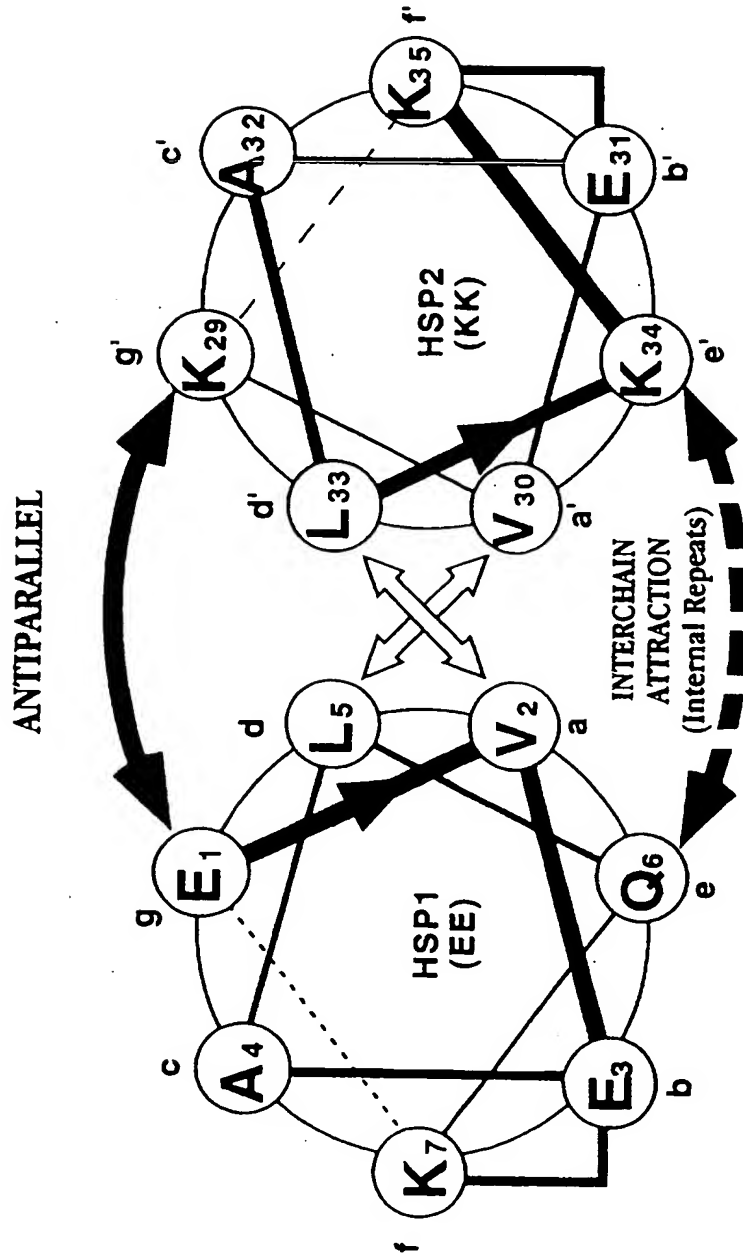 ANTIPARALLEL
g
E1
d
L5
c
A4
a
V2
HSP1
(EE)
f
K7
b
E3
e
Q6
g'
K29
c'
A32
f'
K35
d'
L33
a'
V30
HSP2
(KK)
b'
E31
e'
K34
INTERCHAIN
ATTRACTION
(Internal Repeats)